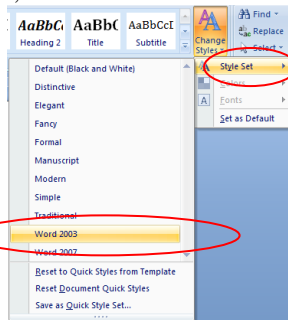 AaBbC AaBb( AaBbCcI
Heading 2 Title Subtitle
Change Styles
Find
Replace
Select
Style Set
Colors
Fonts
Set as Default
Default (Black and White)
Distinctive
Elegant
Fancy
Formal
Manuscript
Modern
Simple
Traditional
Word 2003
Word 2007
Reset to Quick Styles from Template
Reset Document Quick Styles
Save as Quick Style Set...